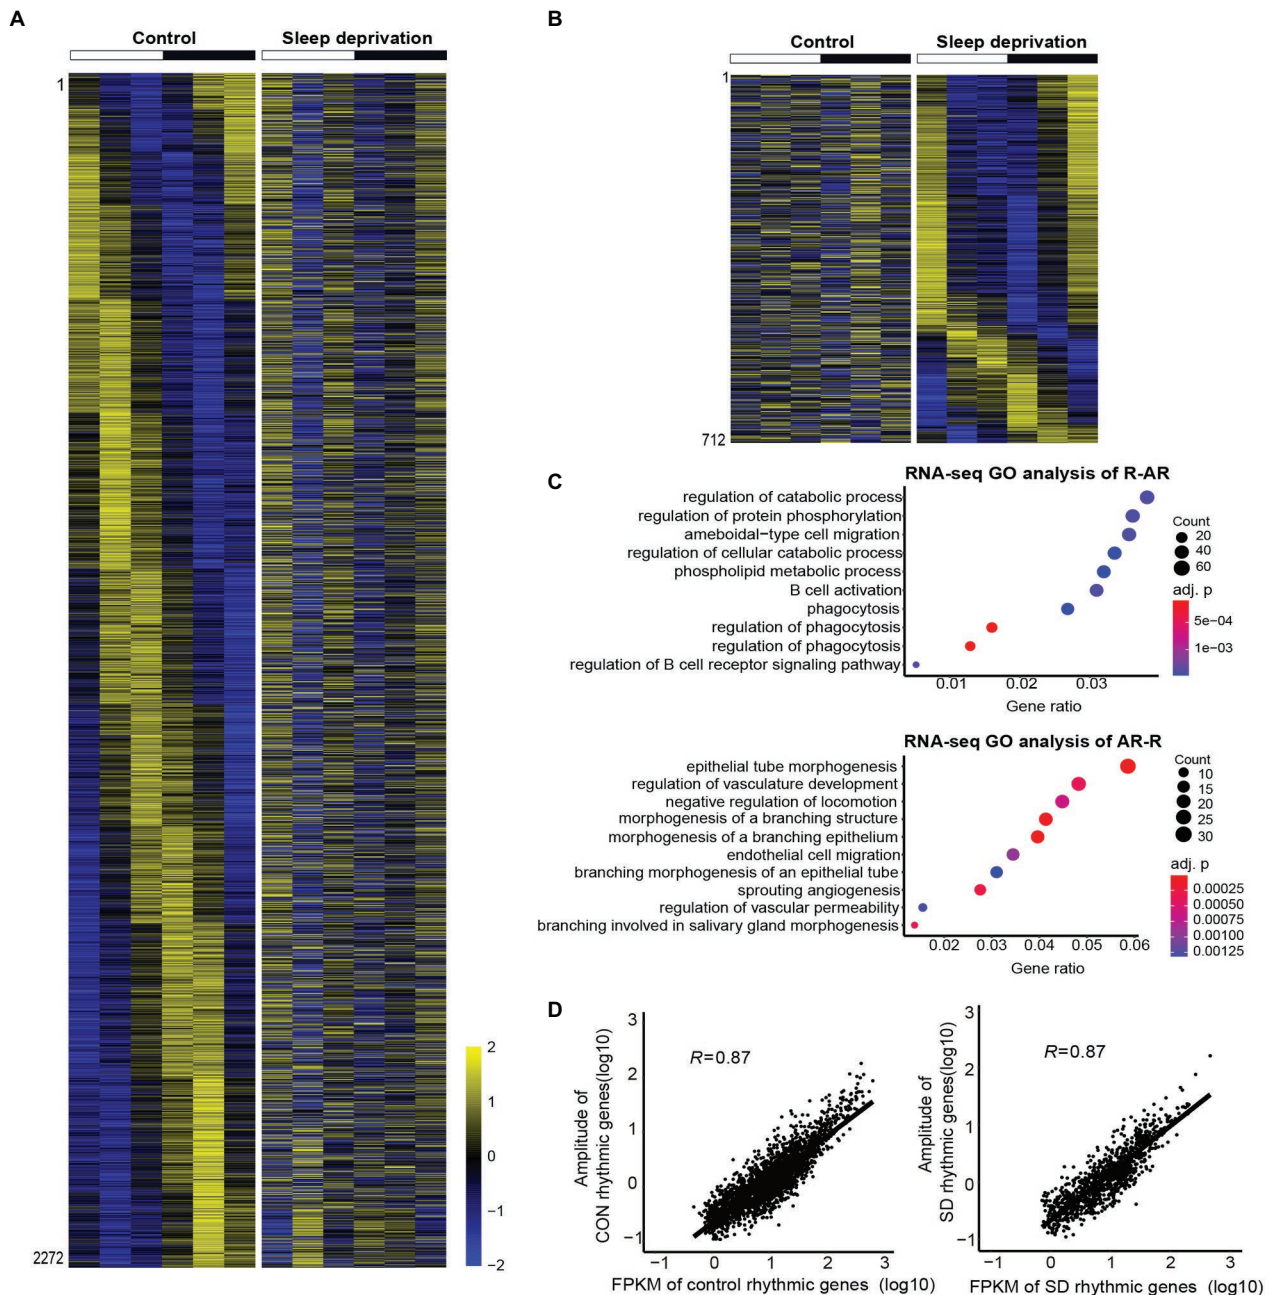 A
Control
Sleep deprivation
1
2272
2
1
0
−1
−2
B
Control
Sleep deprivation
1
712
C
RNA-seq GO analysis of R-AR
regulation of catabolic process
regulation of protein phosphorylation
ameboidal−type cell migration
regulation of cellular catabolic process
phospholipid metabolic process
B cell activation
phagocytosis
regulation of phagocytosis
regulation of phagocytosis
regulation of B cell receptor signaling pathway
0.01 0.02 0.03
Gene ratio
Count
20
40
60
adj. p
5e−04
1e−03
RNA-seq GO analysis of AR-R
epithelial tube morphogenesis
regulation of vasculature development
negative regulation of locomotion
morphogenesis of a branching structure
morphogenesis of a branching epithelium
endothelial cell migration
branching morphogenesis of an epithelial tube
sprouting angiogenesis
regulation of vascular permeability
branching involved in salivary gland morphogenesis
0.02 0.03 0.04 0.05 0.06
Gene ratio
Count
10
15
20
25
30
adj. p
0.00025
0.00050
0.00075
0.00100
0.00125
D
Amplitude of
CON rhythmic genes(log10)
3
2
1
0
−1
R=0.87
−1 0 1 2 3
FPKM of control rhythmic genes (log10)
Amplitude of
SD rhythmic genes(log10)
3
2
1
0
−1
R=0.87
−1 0 1 2 3
FPKM of SD rhythmic genes (log10)